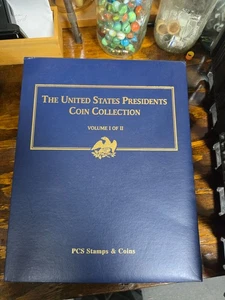 THE UNITED STATES PRESIDENTS
COIN COLLECTION
VOLUME I OF II
PCS Stamps & Coins